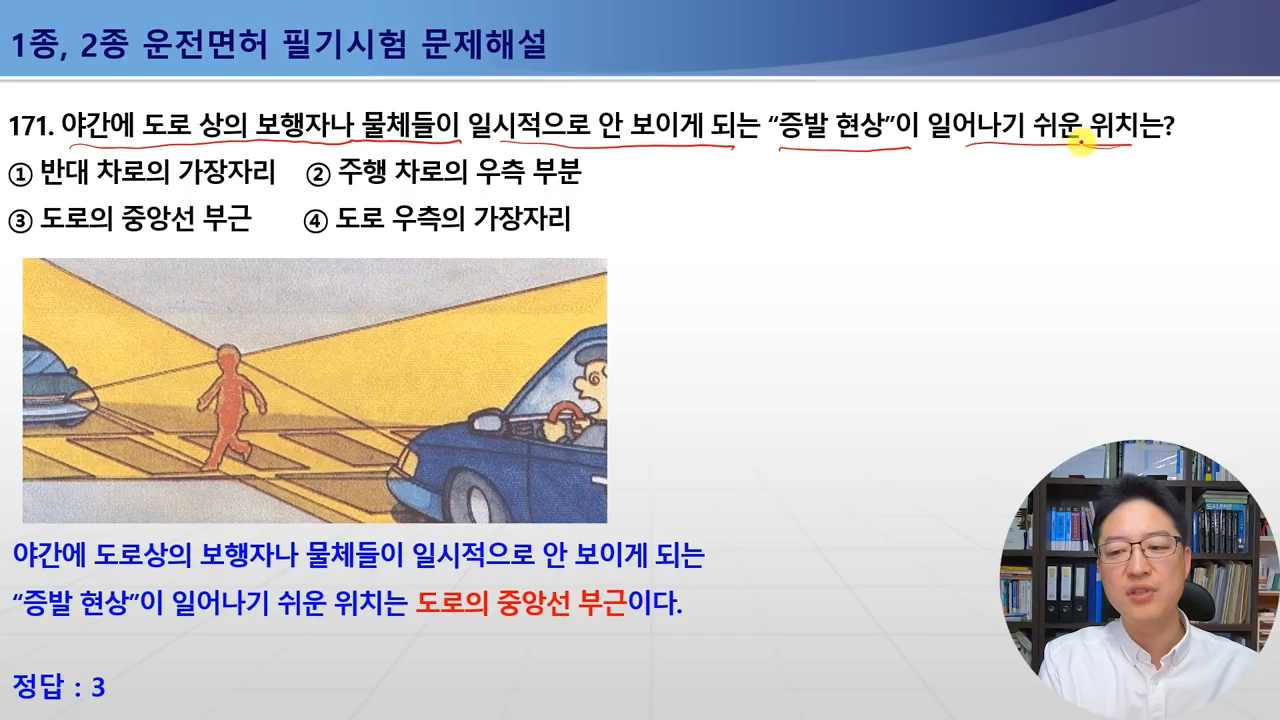 1종, 2종 운전면허 필기시험 문제해설
171. 야간에 도로 상의 보행자나 물체들이 일시적으로 안 보이게 되는 “증발 현상”이 일어나기 쉬운 위치는?
① 반대 차로의 가장자리 ② 주행 차로의 우측 부분
③ 도로의 중앙선 부근 ④ 도로 우측의 가장자리
야간에 도로상의 보행자나 물체들이 일시적으로 안 보이게 되는
“증발 현상”이 일어나기 쉬운 위치는 도로의 중앙선 부근이다.
정답 : 3